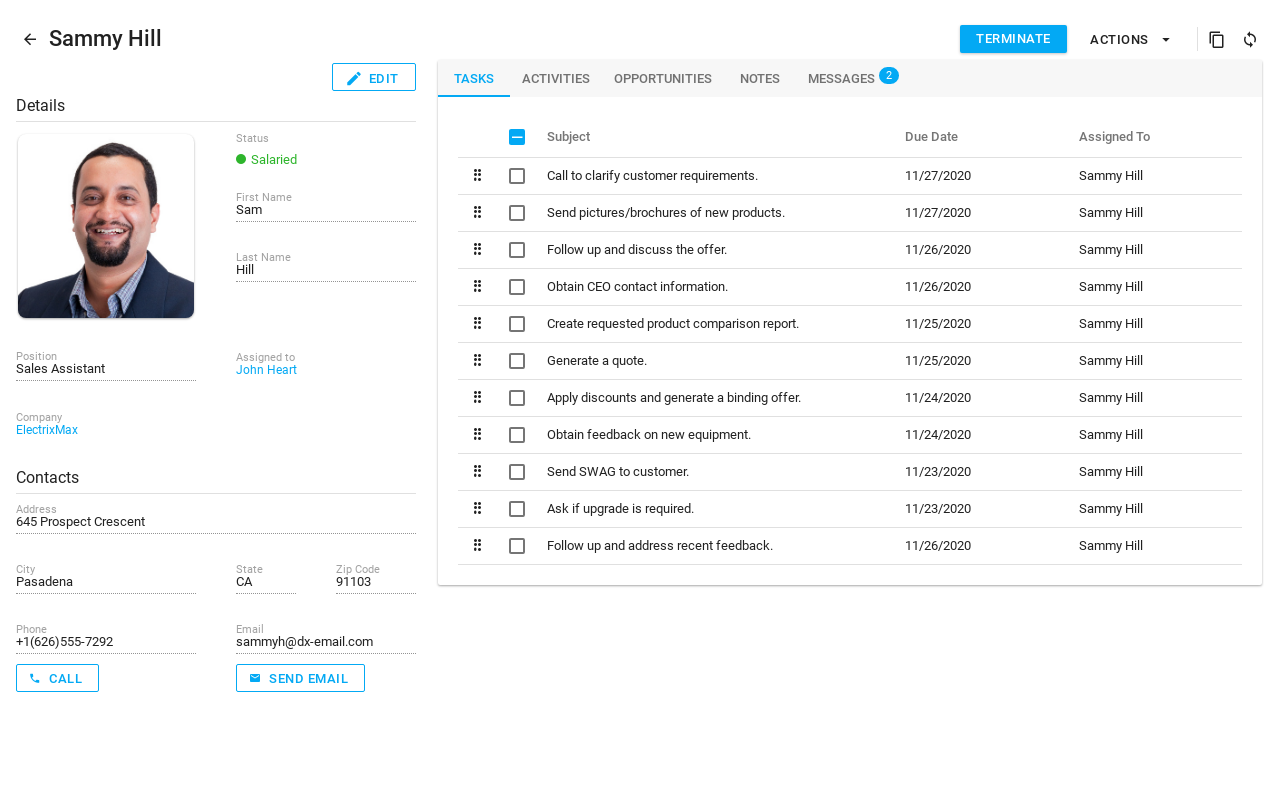 Sammy Hill
TERMINATE
ACTIONS
EDIT
Details
Status
Salaried
First Name
Sam
Last Name
Hill
Position
Sales Assistant
Assigned to
John Heart
Company
ElectrixMax
Contacts
Address
645 Prospect Crescent
City
Pasadena
State
CA
Zip Code
91103
Phone
+1(626)555-7292
Email
sammyh@dx-email.com
CALL
SEND EMAIL
TASKS ACTIVITIES OPPORTUNITIES NOTES MESSAGES 2
Subject Due Date Assigned To
Call to clarify customer requirements. 11/27/2020 Sammy Hill
Send pictures/brochures of new products. 11/27/2020 Sammy Hill
Follow up and discuss the offer. 11/26/2020 Sammy Hill
Obtain CEO contact information. 11/26/2020 Sammy Hill
Create requested product comparison report. 11/25/2020 Sammy Hill
Generate a quote. 11/25/2020 Sammy Hill
Apply discounts and generate a binding offer. 11/24/2020 Sammy Hill
Obtain feedback on new equipment. 11/24/2020 Sammy Hill
Send SWAG to customer. 11/23/2020 Sammy Hill
Ask if upgrade is required. 11/23/2020 Sammy Hill
Follow up and address recent feedback. 11/26/2020 Sammy Hill